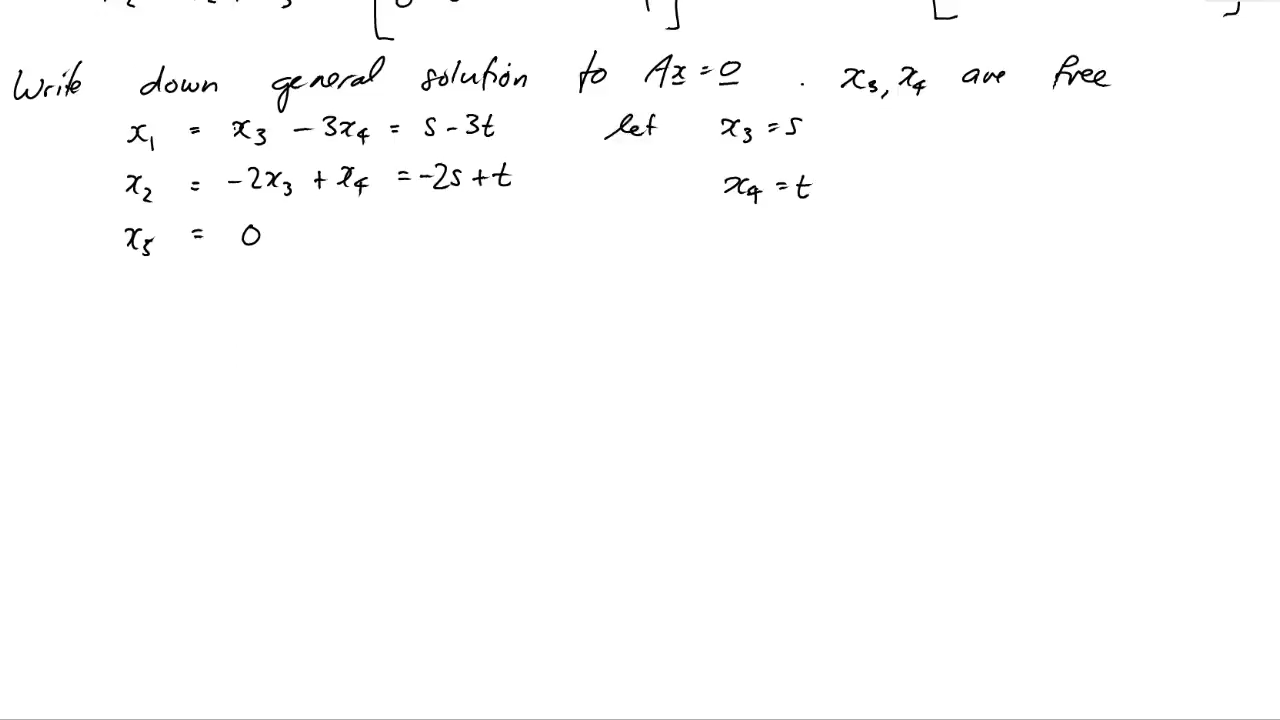 Write down general solution to Ax = 0 . x₃, x₄ are free
x₁ = x₃ - 3x₄ = s - 3t let x₃ = s
x₂ = -2x₃ + x₄ = -2s + t x₄ = t
x₅ = 0